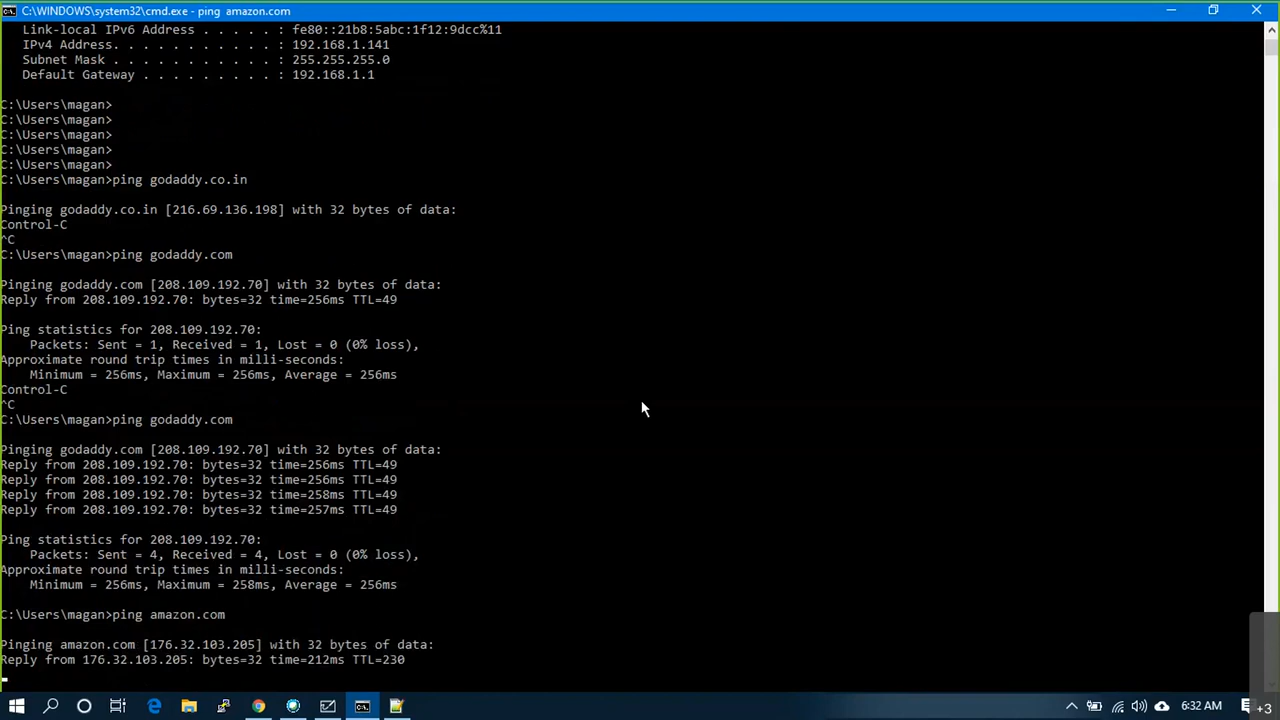 C:\WINDOWS\system32\cmd.exe - ping  amazon.com
Link-local IPv6 Address . . . . . : fe80::21b8:5abc:1f12:9dcc%11
IPv4 Address. . . . . . . . . . . : 192.168.1.141
Subnet Mask . . . . . . . . . . . : 255.255.255.0
Default Gateway . . . . . . . . . : 192.168.1.1
C:\Users\magan>
C:\Users\magan>
C:\Users\magan>
C:\Users\magan>
C:\Users\magan>
C:\Users\magan>ping godaddy.co.in
Pinging godaddy.co.in [216.69.136.198] with 32 bytes of data:
Control-C
^C
C:\Users\magan>ping godaddy.com
Pinging godaddy.com [208.109.192.70] with 32 bytes of data:
Reply from 208.109.192.70: bytes=32 time=256ms TTL=49
Ping statistics for 208.109.192.70:
Packets: Sent = 1, Received = 1, Lost = 0 (0% loss),
Approximate round trip times in milli-seconds:
Minimum = 256ms, Maximum = 256ms, Average = 256ms
Control-C
^C
C:\Users\magan>ping godaddy.com
Pinging godaddy.com [208.109.192.70] with 32 bytes of data:
Reply from 208.109.192.70: bytes=32 time=256ms TTL=49
Reply from 208.109.192.70: bytes=32 time=256ms TTL=49
Reply from 208.109.192.70: bytes=32 time=258ms TTL=49
Reply from 208.109.192.70: bytes=32 time=257ms TTL=49
Ping statistics for 208.109.192.70:
Packets: Sent = 4, Received = 4, Lost = 0 (0% loss),
Approximate round trip times in milli-seconds:
Minimum = 256ms, Maximum = 258ms, Average = 256ms
C:\Users\magan>ping amazon.com
Pinging amazon.com [176.32.103.205] with 32 bytes of data:
Reply from 176.32.103.205: bytes=32 time=212ms TTL=230
6:32 AM
+3